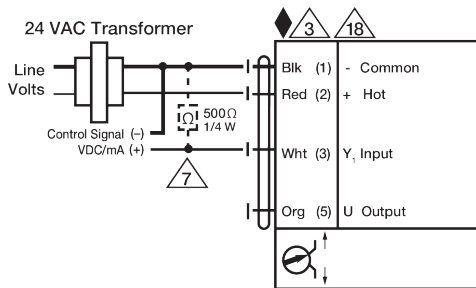 24 VAC Transformer
3
18
Line
Volts
Blk (1) - Common
Red (2) + Hot
Ω 500Ω
1/4 W
Control Signal (–)
VDC/mA (+)
Wht (3) Y₁ Input
7
Org (5) U Output